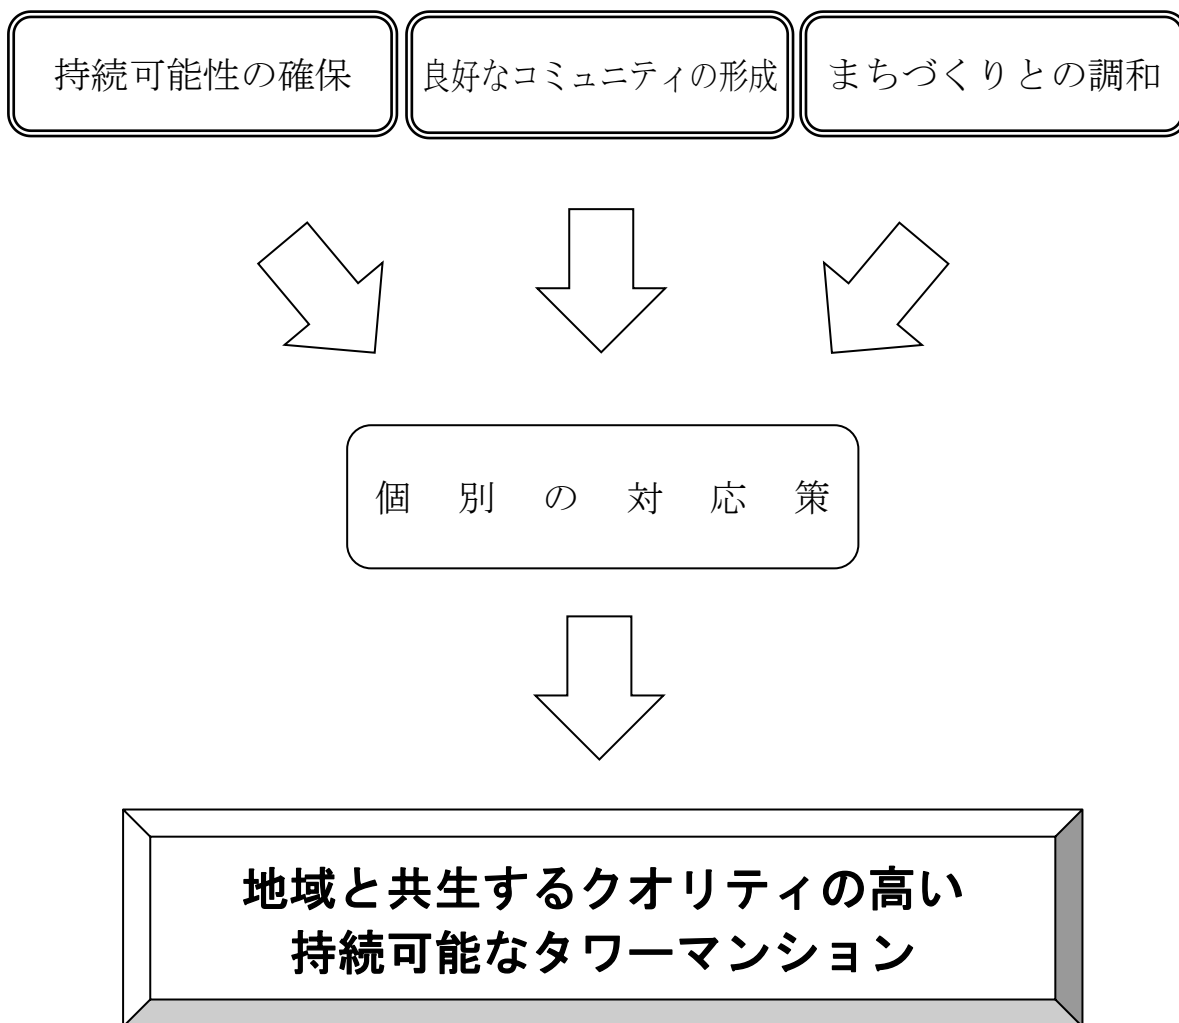 持続可能性の確保
良好なコミュニティの形成
まちづくりとの調和
個別の対応策
地域と共生するクオリティの高い
持続可能なタワーマンション